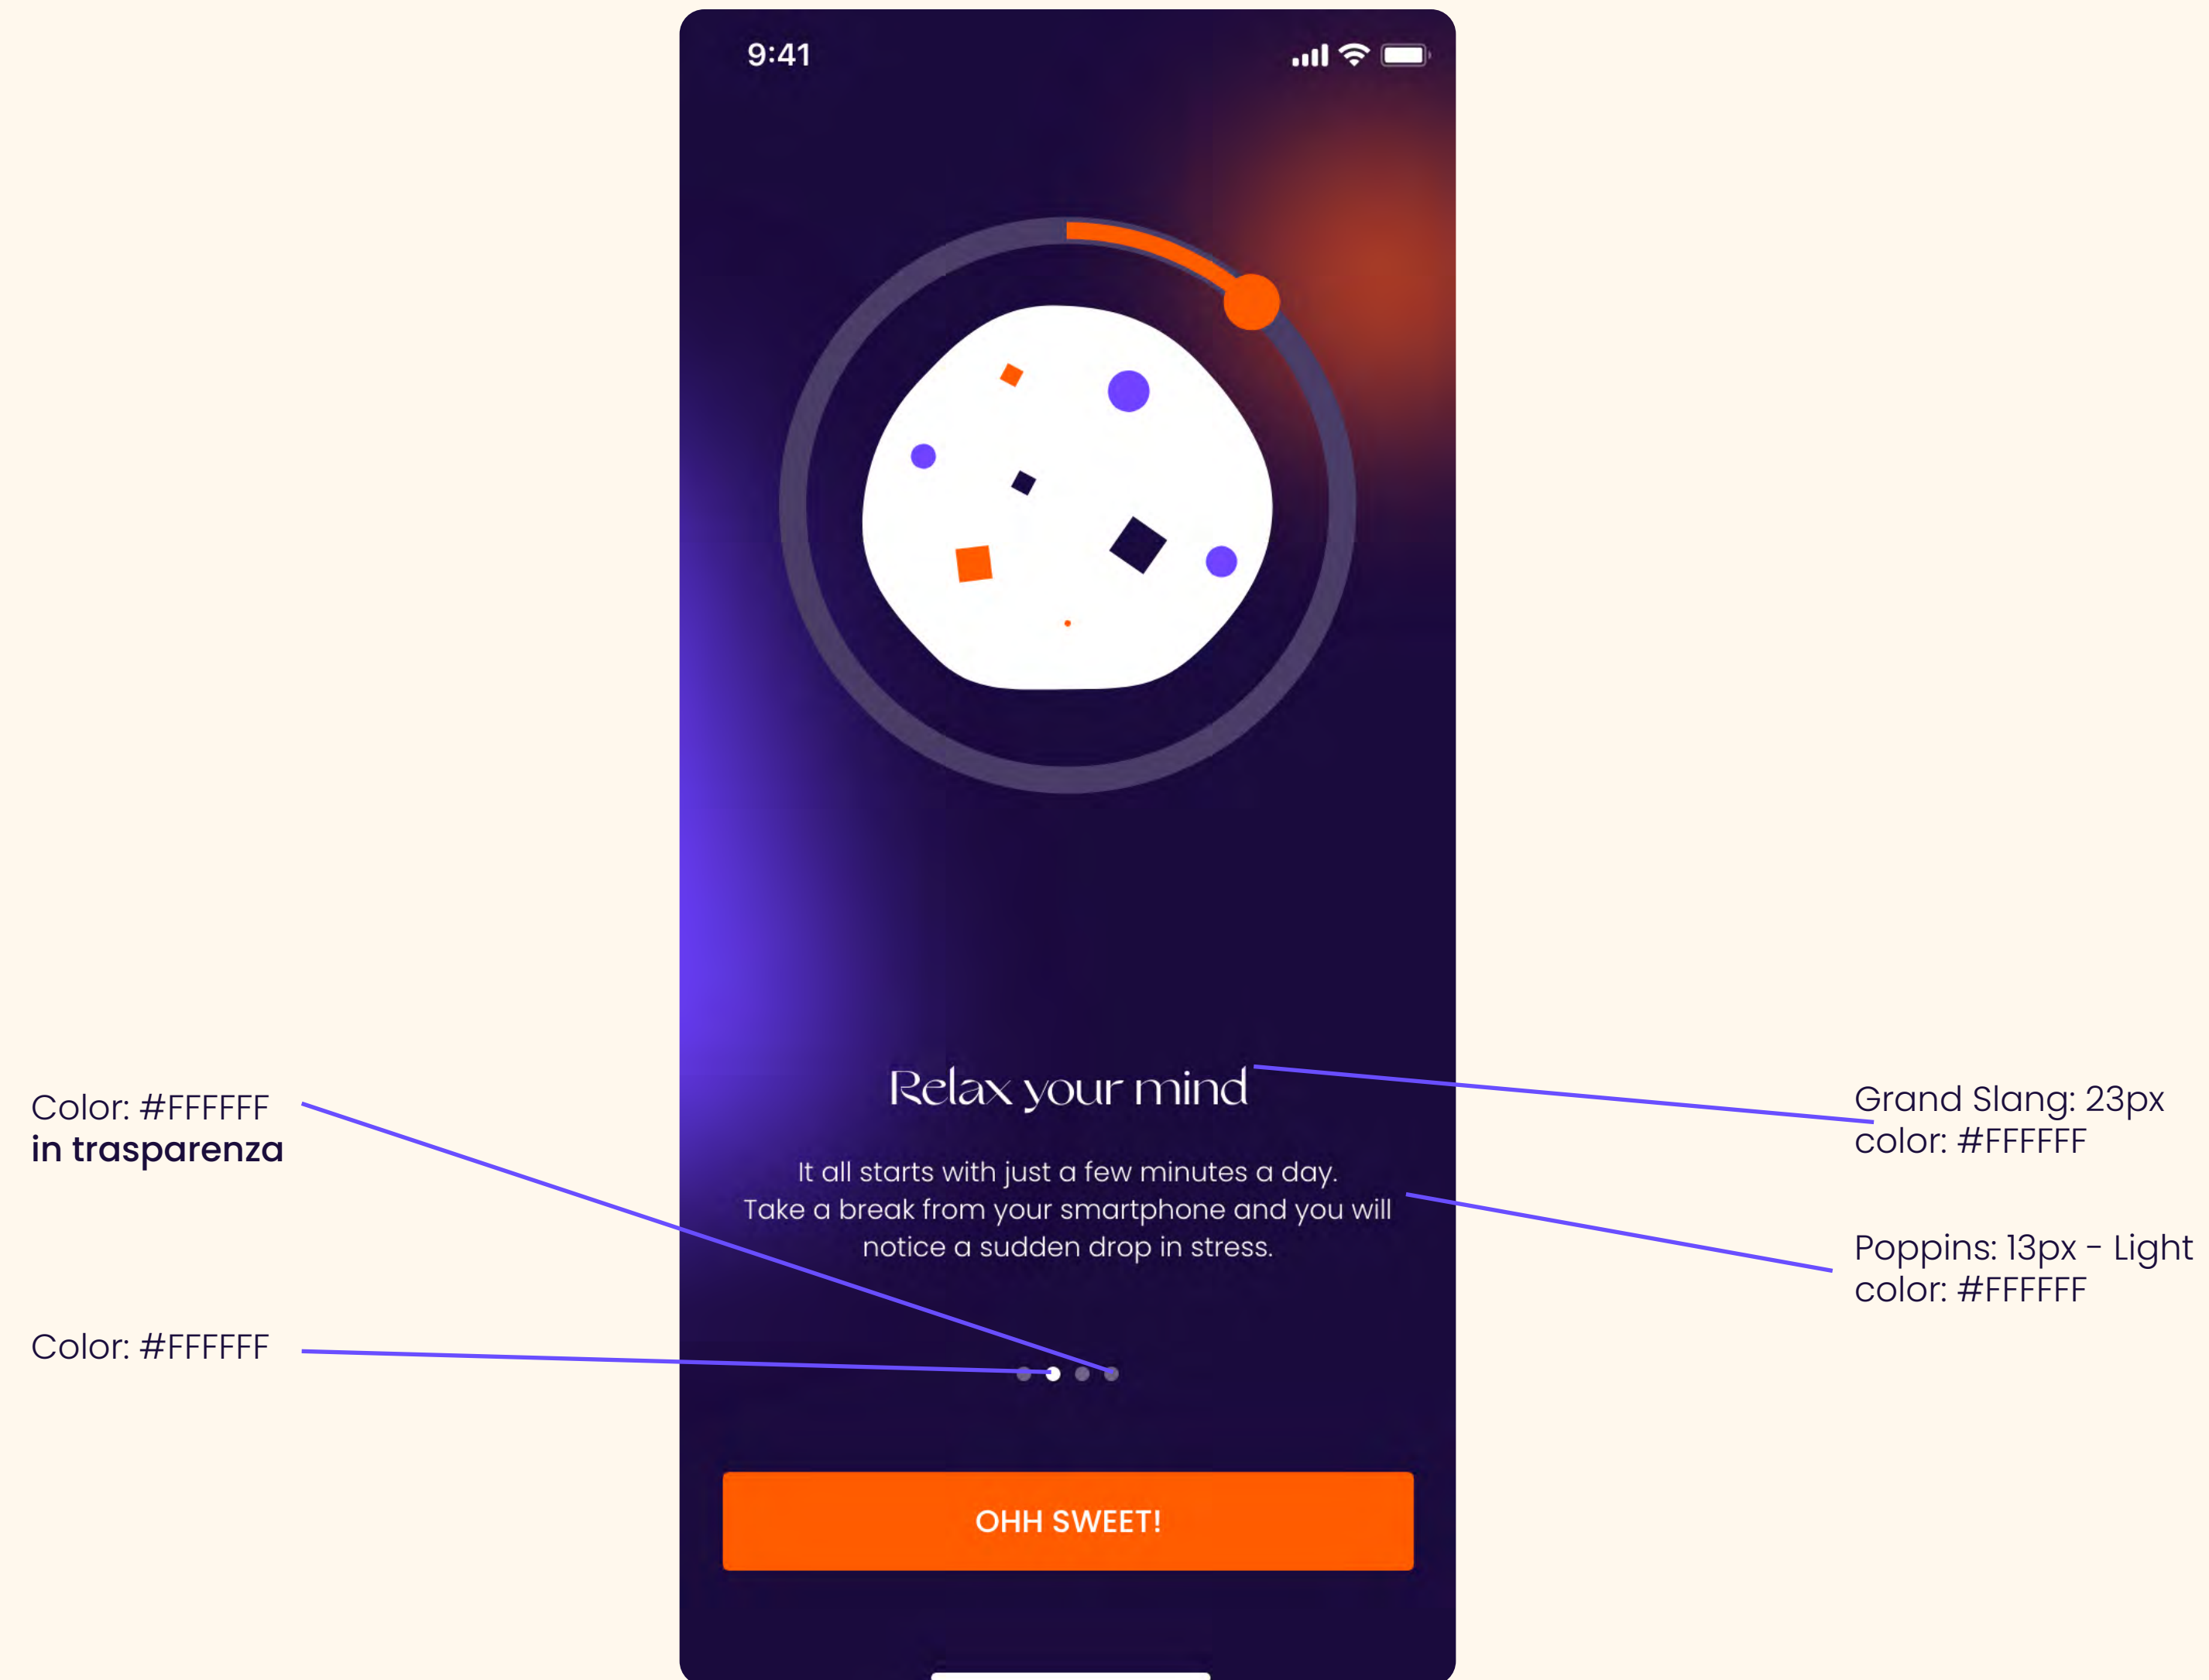 9:41
Relax your mind
It all starts with just a few minutes a day.
Take a break from your smartphone and you will
notice a sudden drop in stress.
OHH SWEET!
Color: #FFFFFF
in trasparenza
Color: #FFFFFF
Grand Slang: 23px
color: #FFFFFF
Poppins: 13px - Light
color: #FFFFFF